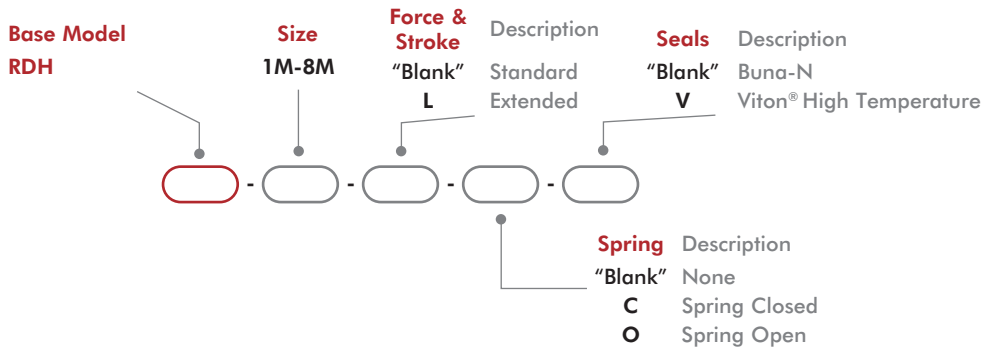 Base Model
RDH
Size
1M-8M
Force &
Stroke
Description
"Blank" Standard
L Extended
Seals Description
"Blank" Buna-N
V Viton® High Temperature
- - - -
Spring Description
"Blank" None
C Spring Closed
O Spring Open